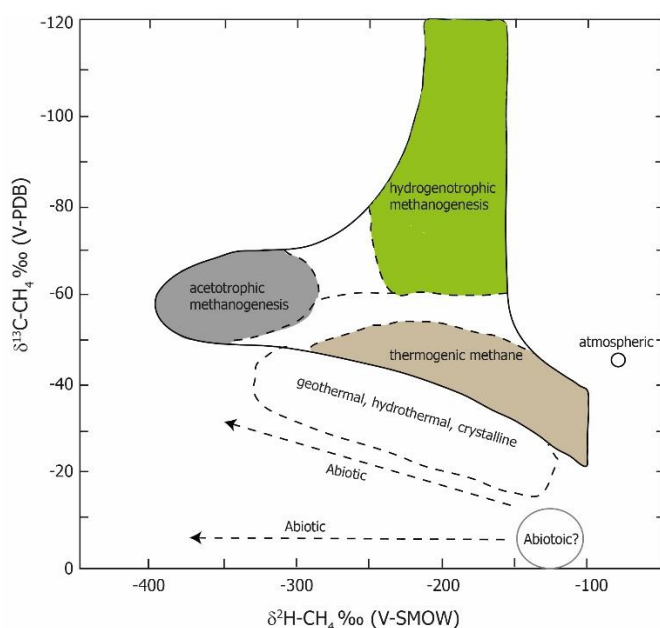 -120
-100
-80
-60
-40
-20
0
δ¹³C-CH₄ ‰ (V-PDB)
hydrogenotrophic
methanogenesis
acetotrophic
methanogenesis
atmospheric
thermogenic methane
geothermal, hydrothermal, crystalline
Abiotic
Abiotic
Abiotoic?
-400
-300
-200
-100
δ²H-CH₄ ‰ (V-SMOW)